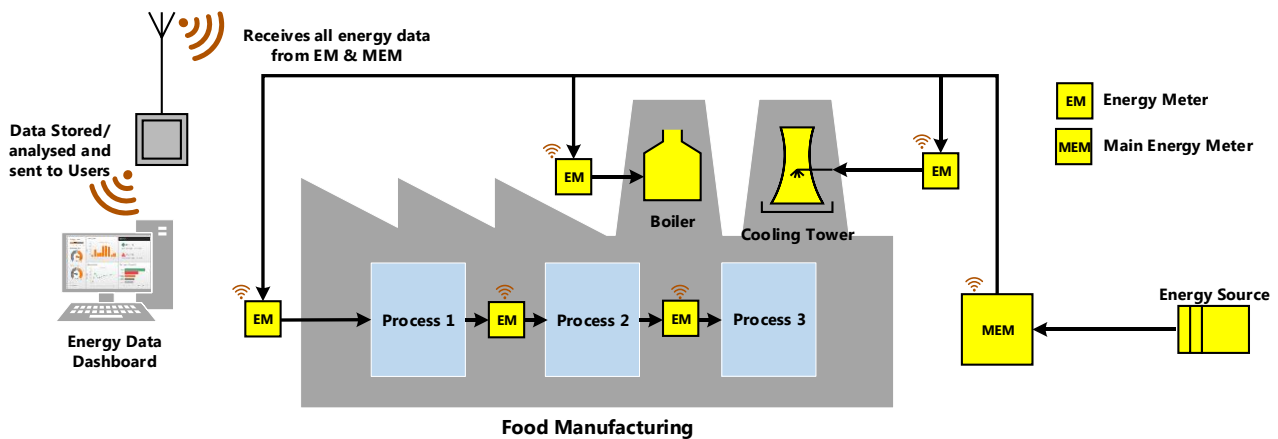 Receives all energy data
from EM & MEM
Data Stored/
analysed and
sent to Users
Energy Data
Dashboard
EM
Energy Meter
MEM
Main Energy Meter
EM
Boiler
EM
Cooling Tower
EM
Process 1
EM
Process 2
EM
Process 3
MEM
Energy Source
Food Manufacturing